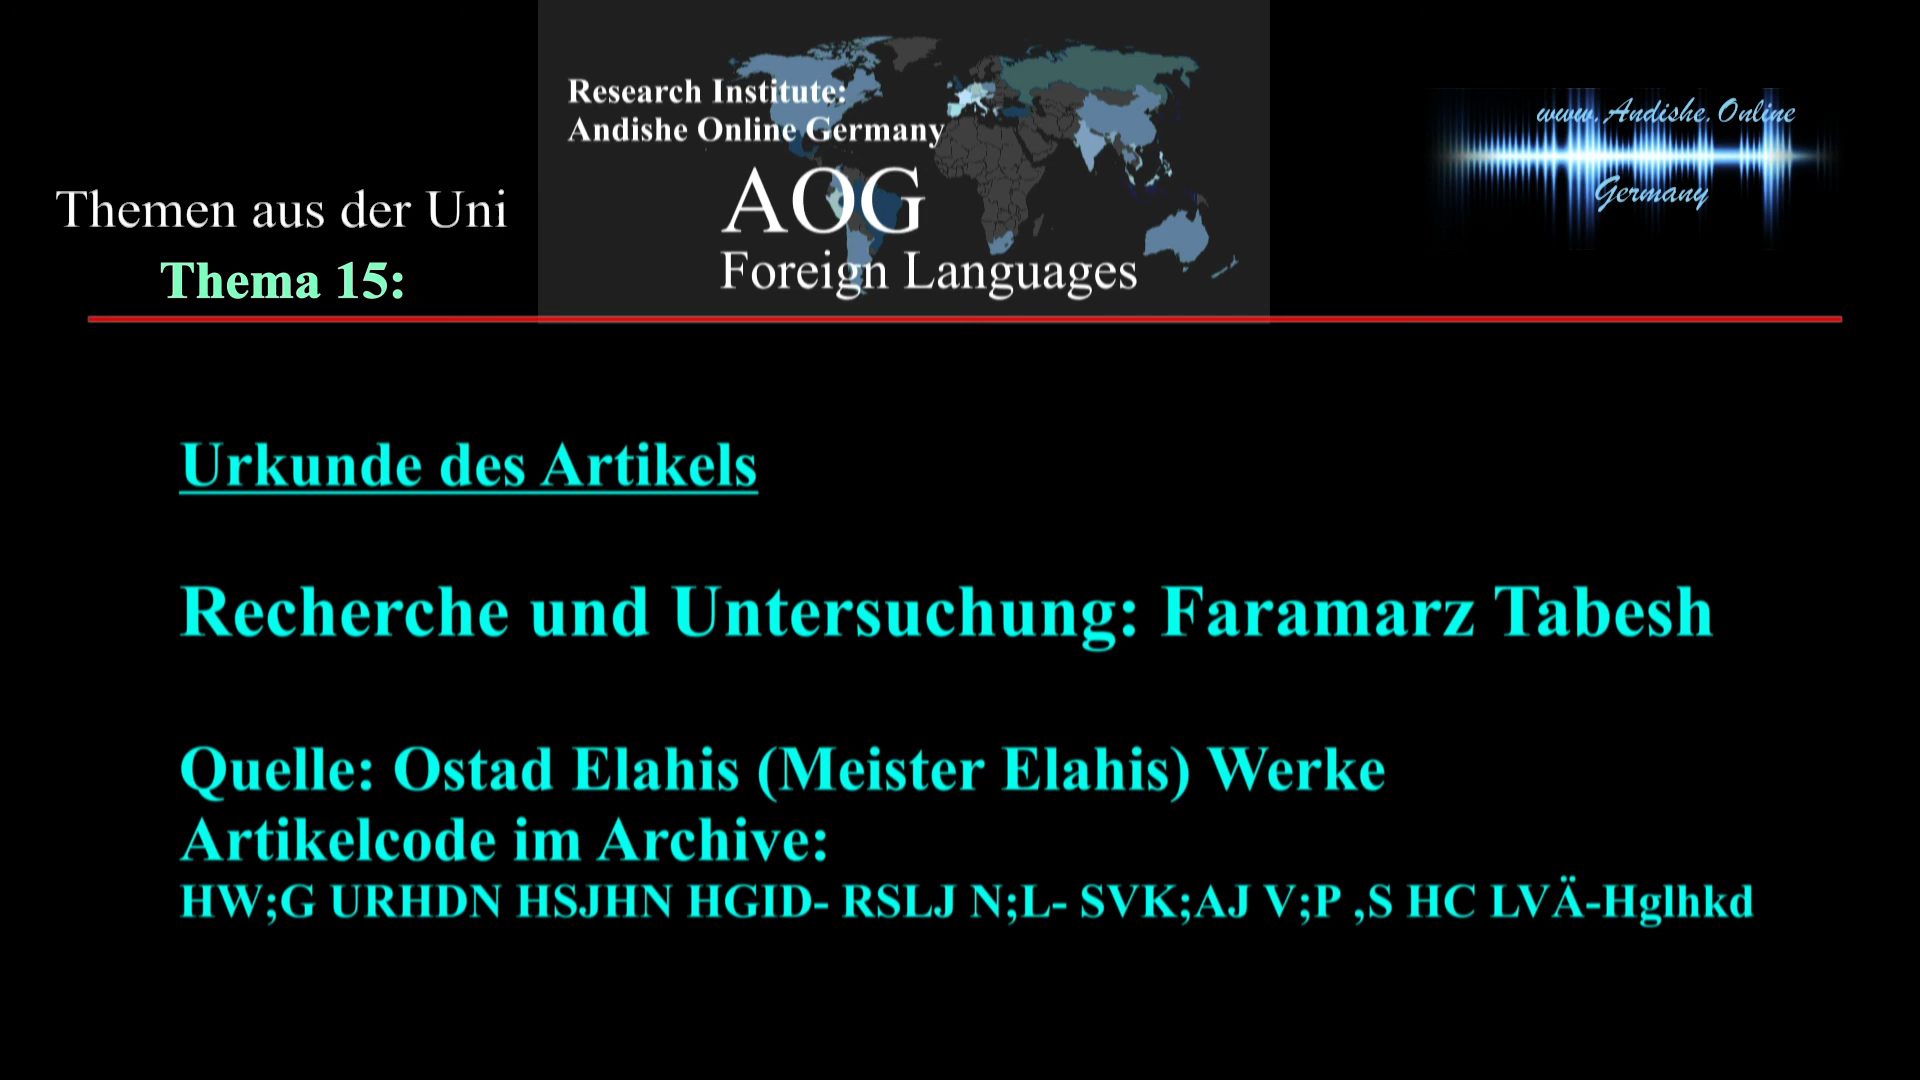 Research Institute:
Andishe Online Germany
AOG
Foreign Languages
www.Andishe.Online
Germany
Themen aus der Uni
Thema 15:
Urkunde des Artikels
Recherche und Untersuchung: Faramarz Tabesh
Quelle: Ostad Elahis (Meister Elahis) Werke
Artikelcode im Archive:
HW;G URHDN HSJHN HGID- RSLJ N;L- SVK;AJ V;P ,S HC LVÄ-Hglhkd